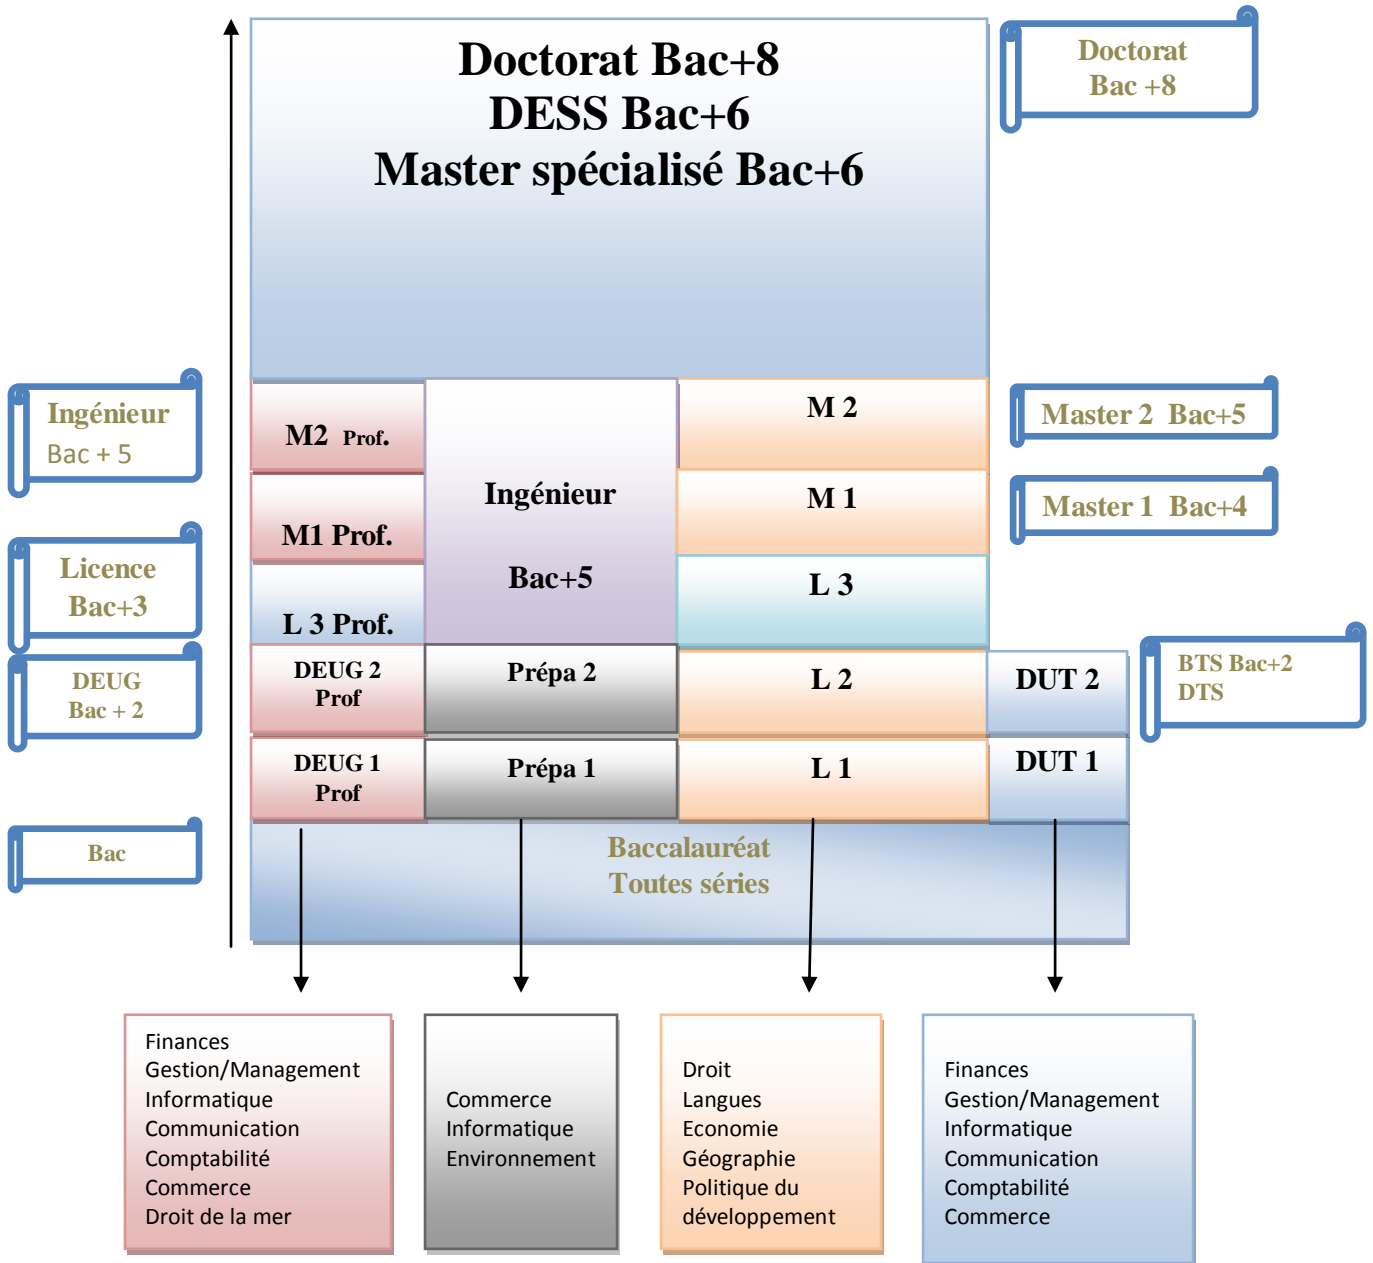 Doctorat Bac+8
DESS Bac+6
Master spécialisé Bac+6
Doctorat
Bac +8
Ingénieur
Bac + 5
M2 Prof.
Ingénieur
Bac+5
M 2
Master 2 Bac+5
M1 Prof.
M 1
Master 1 Bac+4
Licence
Bac+3
L 3 Prof.
L 3
DEUG
Bac + 2
DEUG 2
Prof
Prépa 2
L 2
DUT 2
BTS Bac+2
DTS
DEUG 1
Prof
Prépa 1
L 1
DUT 1
Bac
Baccalauréat
Toutes séries
Finances
Gestion/Management
Informatique
Communication
Comptabilité
Commerce
Droit de la mer
Commerce
Informatique
Environnement
Droit
Langues
Economie
Géographie
Politique du
développement
Finances
Gestion/Management
Informatique
Communication
Comptabilité
Commerce